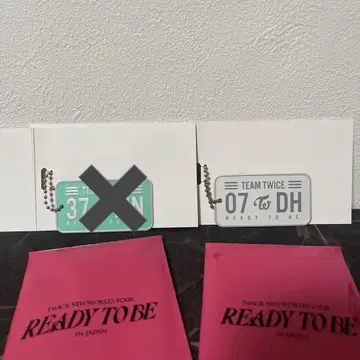 TEAM TWICE
07 DH
READY TO BE
37
TWICE 5TH WORLD TOUR
READY TO BE
IN JAPAN
TWICE 5TH WORLD TOUR
READY TO BE
IN JAPAN